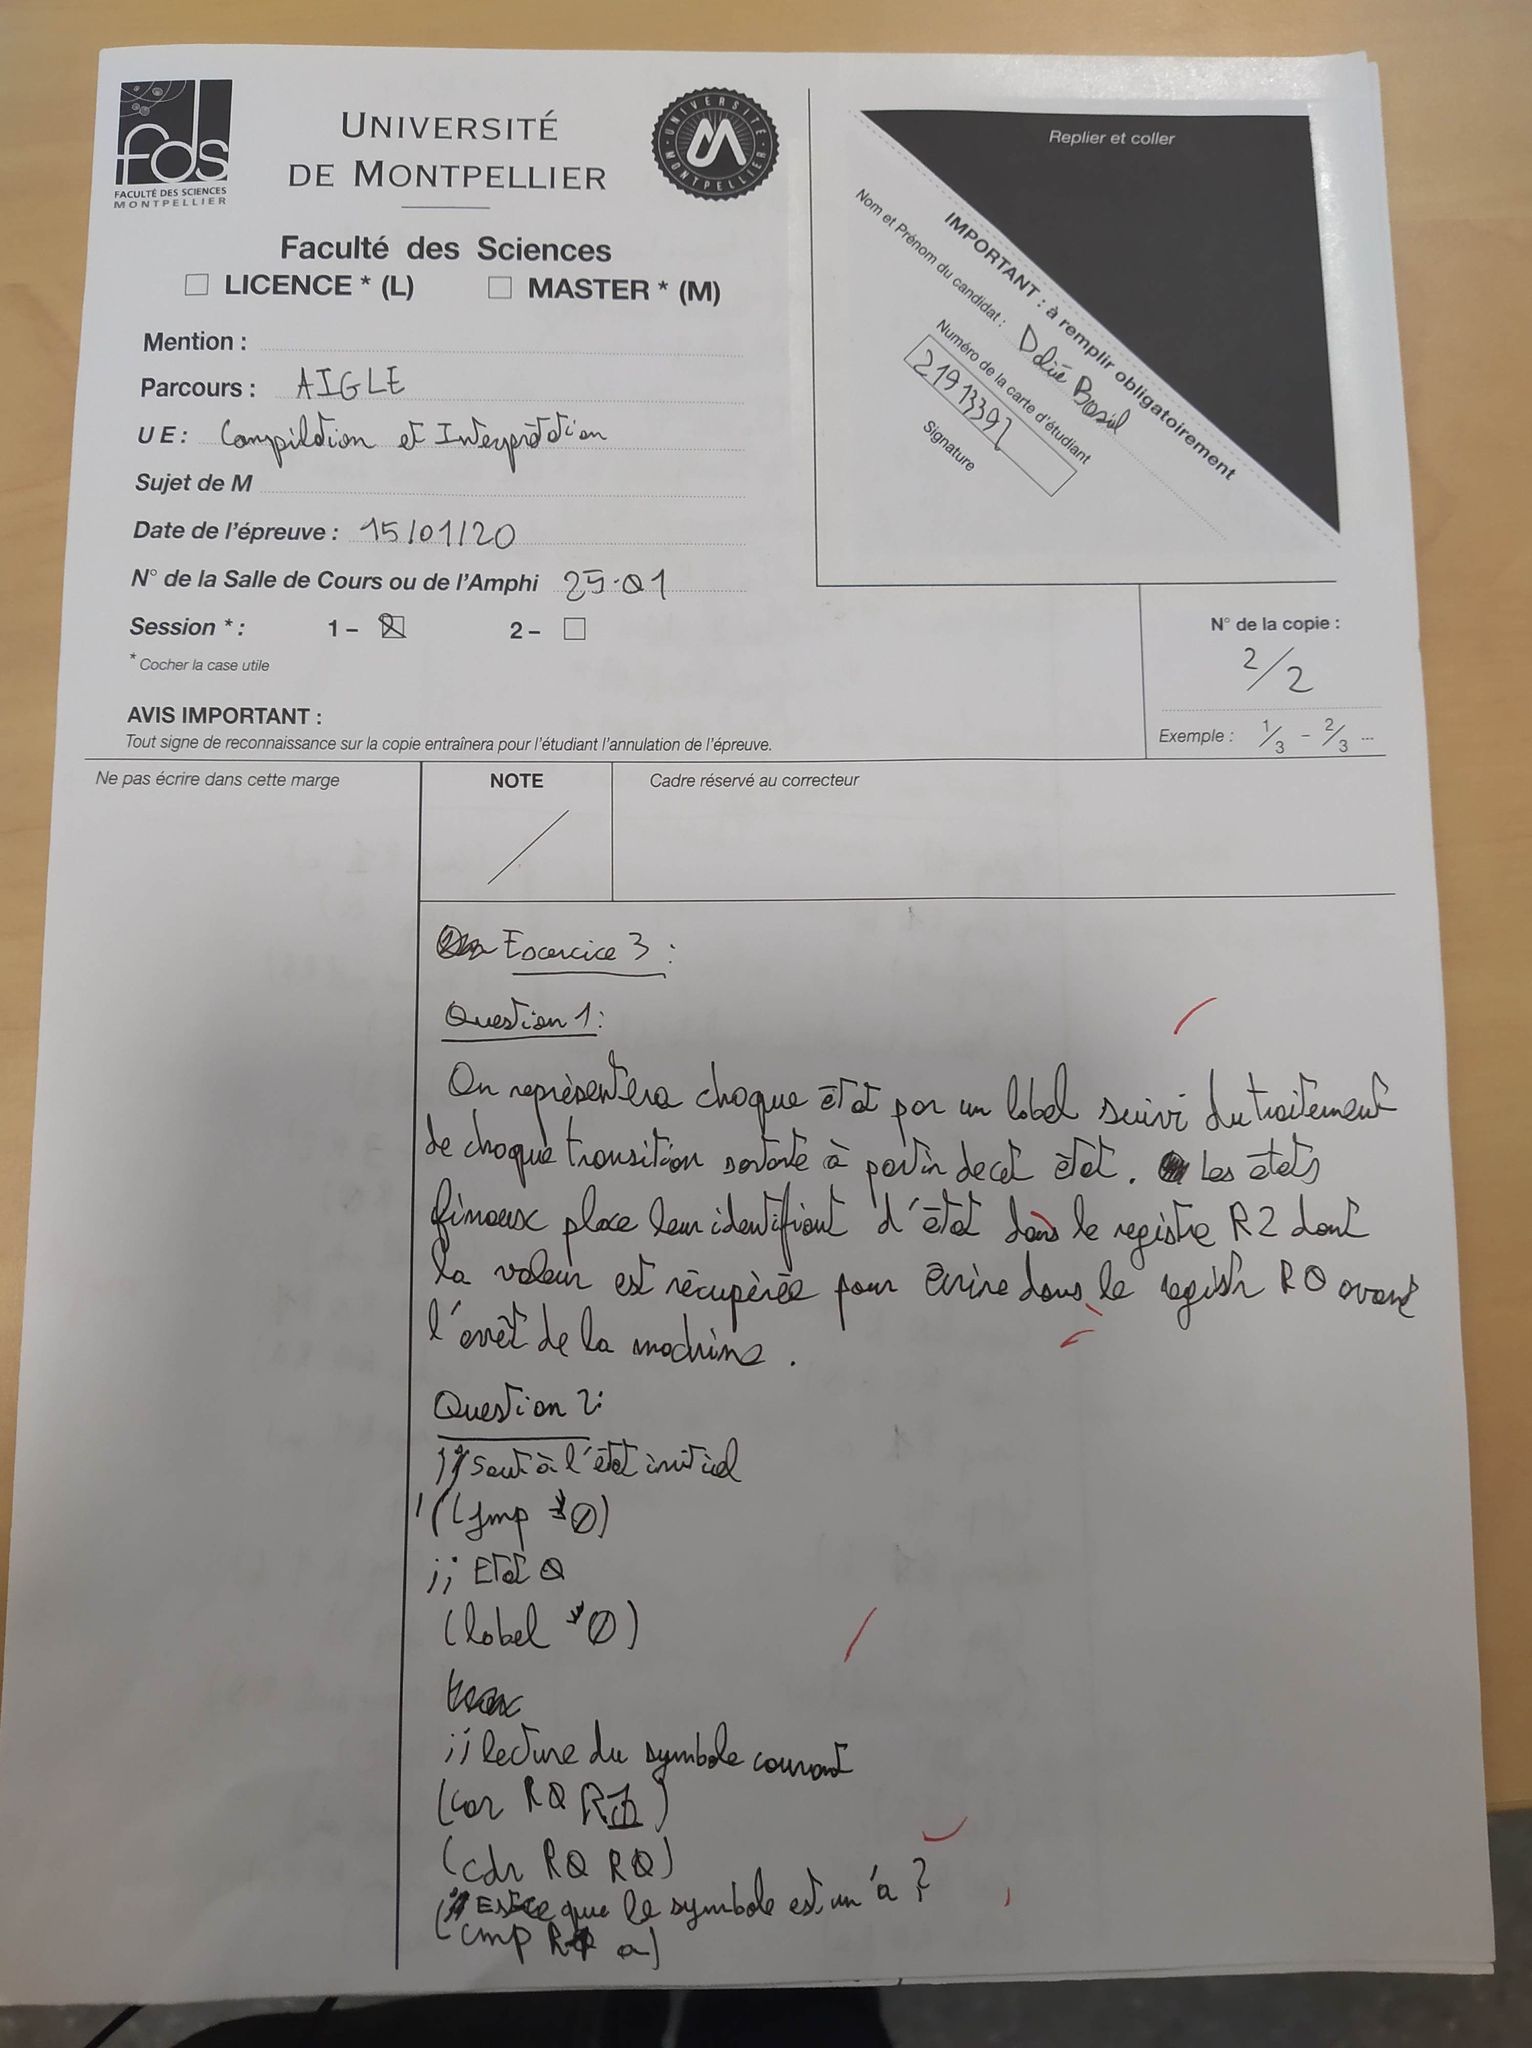 fds
FACULTÉ DES SCIENCES
MONTPELLIER
UNIVERSITÉ
DE MONTPELLIER
UNIVERSITÉ MONTPELLIER
Faculté des Sciences
LICENCE * (L) MASTER * (M)
Mention :
Parcours : AIGLE
UE : Compilation et Interprétation
Sujet de M
Date de l'épreuve : 15/01/20
N° de la Salle de Cours ou de l'Amphi 25.01
Session * : 1 – 2 –
* Cocher la case utile
AVIS IMPORTANT :
Tout signe de reconnaissance sur la copie entraînera pour l'étudiant l'annulation de l'épreuve.
Replier et coller
IMPORTANT : à remplir obligatoirement
Nom et Prénom du candidat : Basil
Numéro de la carte d'étudiant
Signature
N° de la copie :
2/2
Exemple : 1/3 - 2/3 ...
Ne pas écrire dans cette marge
NOTE
Cadre réservé au correcteur
Exercice 3 :
Question 1:
On représentera chaque état par un label suivi du traitement
de chaque transition sortante à partir de cet état. Les états
finaux place leur identifiant d'état dans le registre R2 dont
la valeur est récupérée pour écrire dans le registr R0 avant
l'arrêt de la machine.
Question 2:
;; Saut à l'état initiel
'((jmp 0)
;; Etat 0
(label 0)
;; lecture du symbole courant
(car R0
(cdr R0 R0)
;; Est ce que le symbole est un 'a ?
(cmp a)